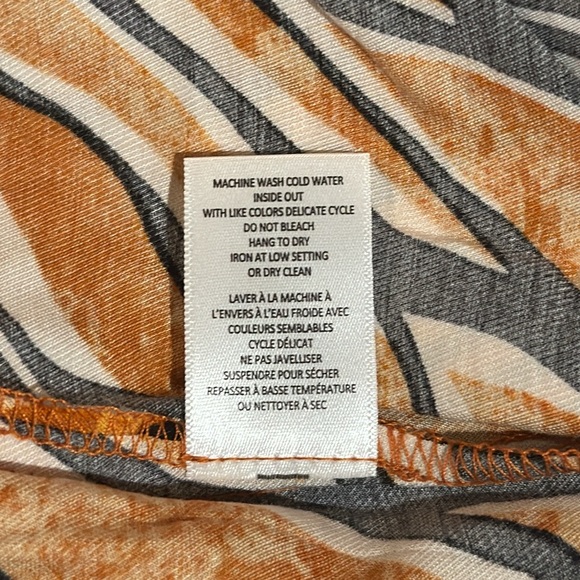 MACHINE WASH COLD WATER
INSIDE OUT
WITH LIKE COLORS DELICATE CYCLE
DO NOT BLEACH
HANG TO DRY
IRON AT LOW SETTING
OR DRY CLEAN
LAVER À LA MACHINE À
L'ENVERS À L'EAU FROIDE AVEC
COULEURS SEMBLABLES
CYCLE DÉLICAT
NE PAS JAVELLISER
SUSPENDRE POUR SÉCHER
REPASSER À BASSE TEMPÉRATURE
OU NETTOYER À SEC